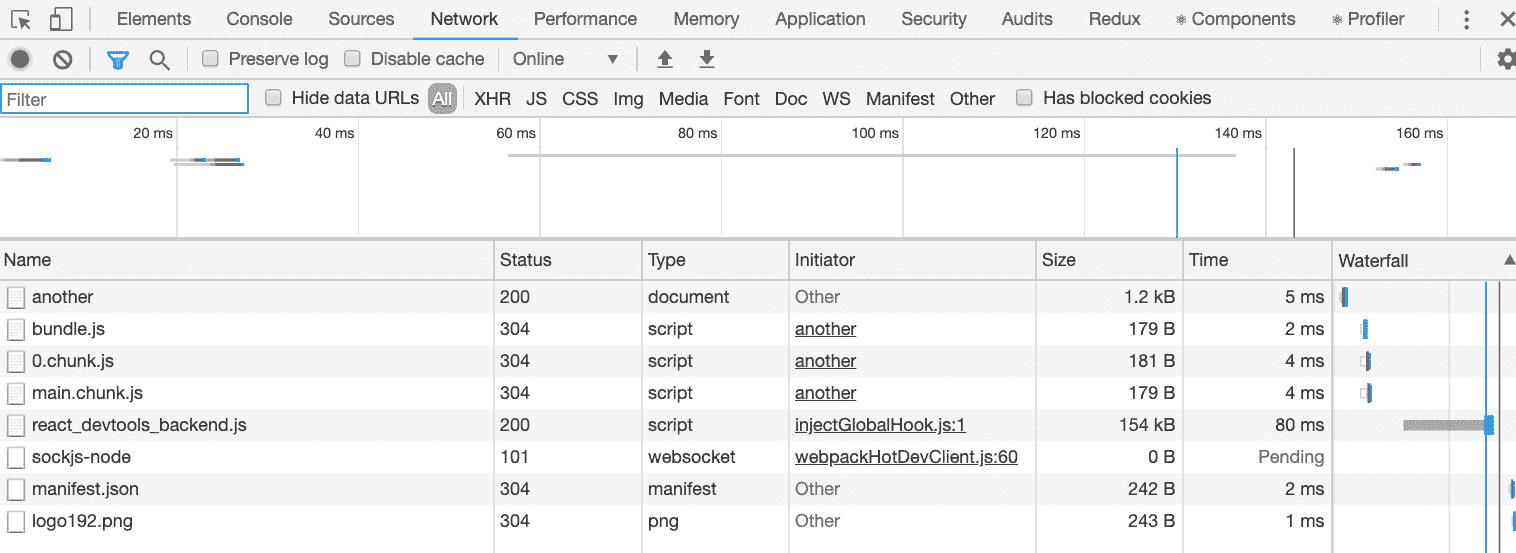 Elements Console Sources Network Performance Memory Application Security Audits Redux ⚛ Components ⚛ Profiler
Preserve log Disable cache Online ▼
Filter Hide data URLs All XHR JS CSS Img Media Font Doc WS Manifest Other Has blocked cookies
20 ms 40 ms 60 ms 80 ms 100 ms 120 ms 140 ms 160 ms
Name Status Type Initiator Size Time Waterfall ▲
another 200 document Other 1.2 kB 5 ms
bundle.js 304 script another 179 B 2 ms
0.chunk.js 304 script another 181 B 4 ms
main.chunk.js 304 script another 179 B 4 ms
react_devtools_backend.js 200 script injectGlobalHook.js:1 154 kB 80 ms
sockjs-node 101 websocket webpackHotDevClient.js:60 0 B Pending
manifest.json 304 manifest Other 242 B 2 ms
logo192.png 304 png Other 243 B 1 ms